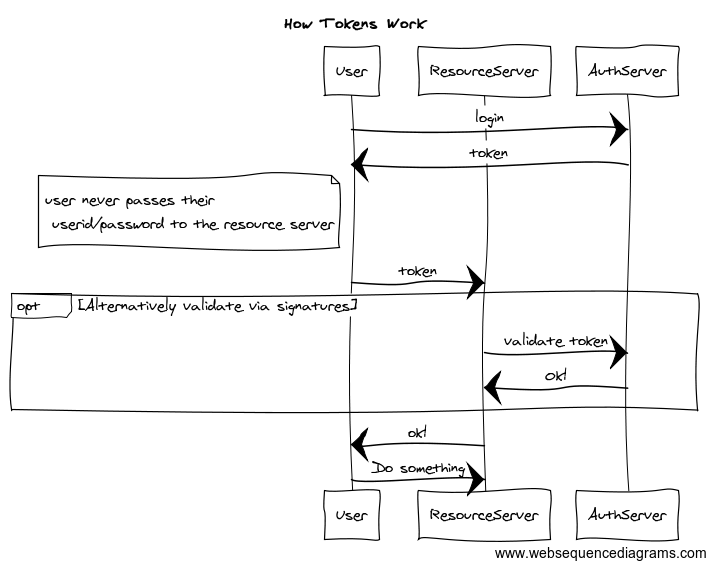 How Tokens Work
User
ResourceServer
AuthServer
login
token
user never passes their
userid/password to the resource server
token
opt
[Alternatively validate via signatures]
validate token
ok!
ok!
Do something
User
ResourceServer
AuthServer
www.websequencediagrams.com